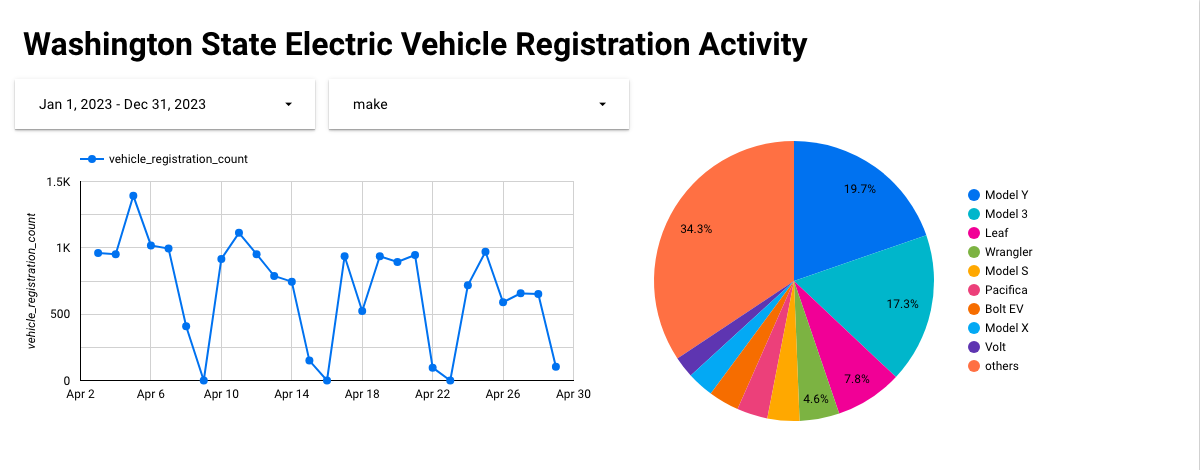 Washington State Electric Vehicle Registration Activity
Jan 1, 2023 - Dec 31, 2023
make
vehicle_registration_count
vehicle_registration_count
1.5K
1K
500
0
Apr 2 Apr 6 Apr 10 Apr 14 Apr 18 Apr 22 Apr 26 Apr 30
19.7%
17.3%
7.8%
4.6%
34.3%
Model Y
Model 3
Leaf
Wrangler
Model S
Pacifica
Bolt EV
Model X
Volt
others